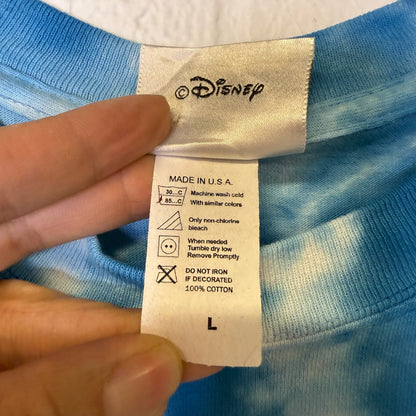 ©Disney
MADE IN U.S.A.
30...C Machine wash cold
85...C With similar colors
Only non-chlorine
bleach
When needed
Tumble dry low
Remove Promptly
DO NOT IRON
IF DECORATED
100% COTTON
L